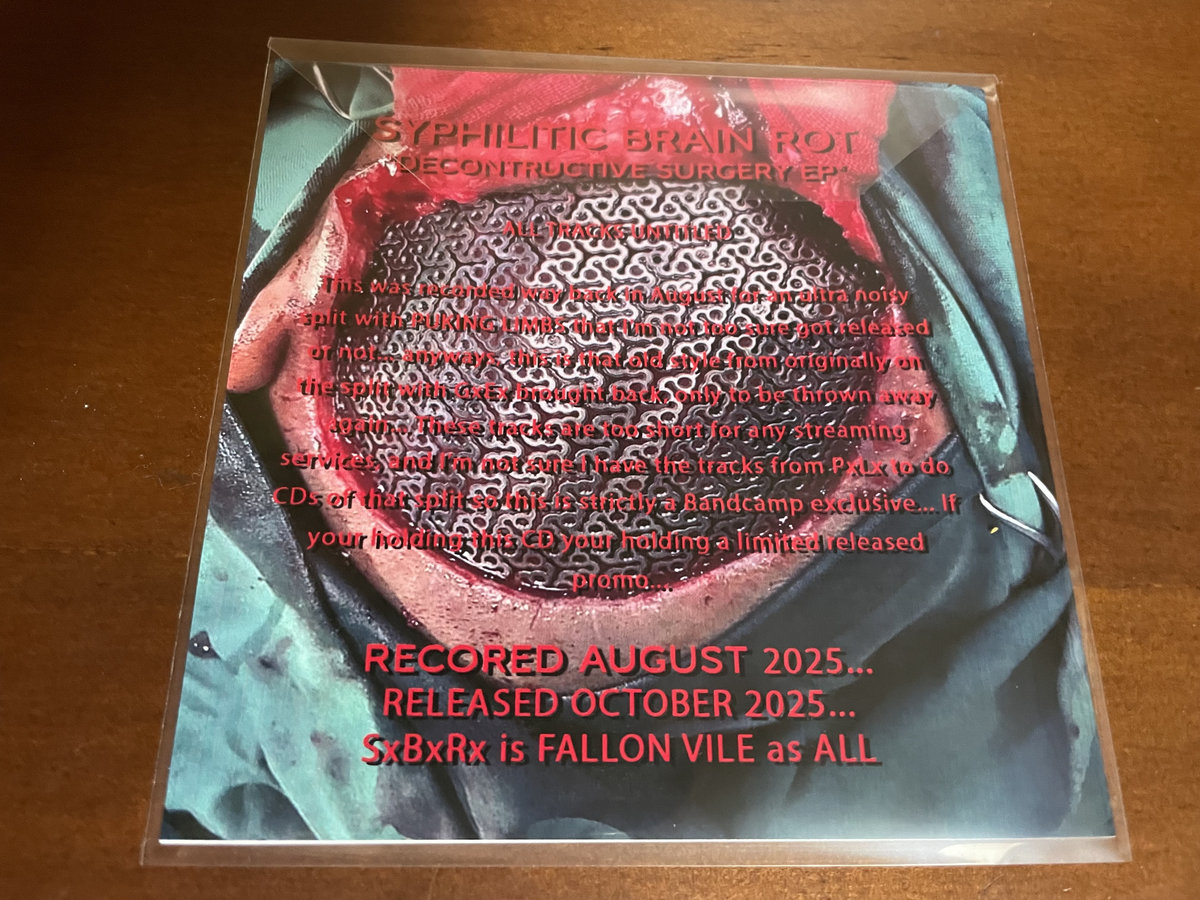 SYPHILITIC BRAIN ROT
DECONTRUCTIVE SURGERY EP'
ALL TRACKS UNTITLED
This was recorded way back in August for an ultra noisy
split with PUKING LIMBS that I'm not too sure got released
or not... anyways, this is that old style from originally on
the split with GxEx brought back, only to be thrown away
again... These tracks are too short for any streaming
services, and I'm not sure I have the tracks from PxLx to do
CDs of that split so this is strictly a Bandcamp exclusive... If
your holding this CD your holding a limited released
promo....
RECORED AUGUST 2025...
RELEASED OCTOBER 2025...
SxBxRx is FALLON VILE as ALL